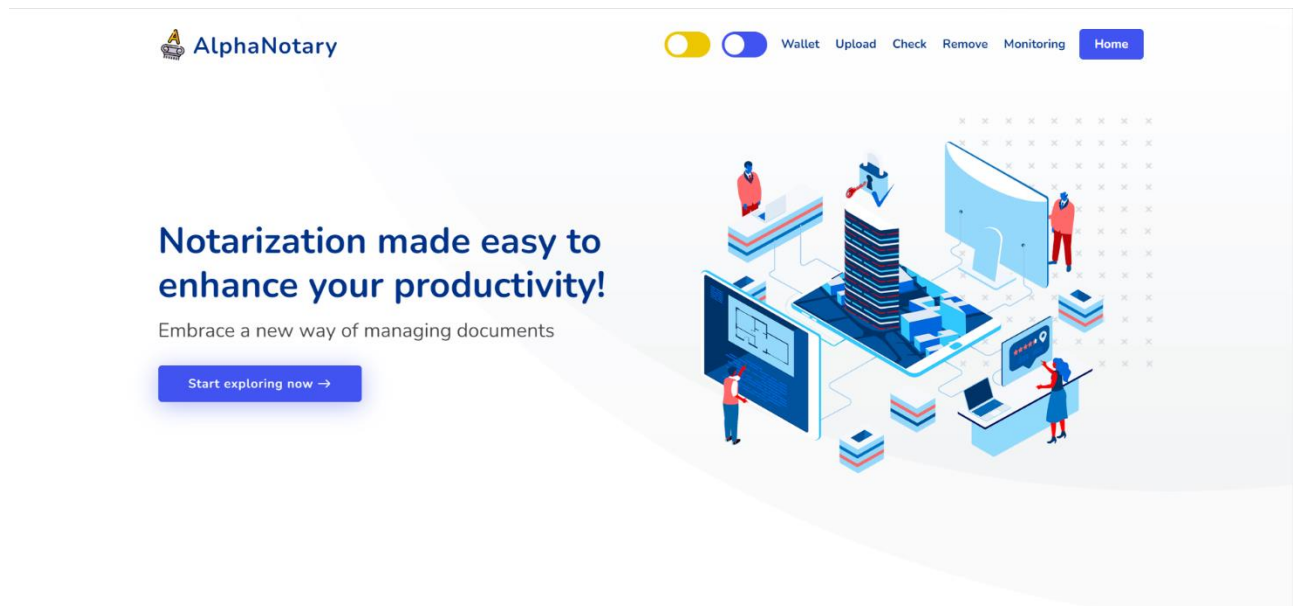 AlphaNotary
Wallet Upload Check Remove Monitoring Home
Notarization made easy to
enhance your productivity!
Embrace a new way of managing documents
Start exploring now →